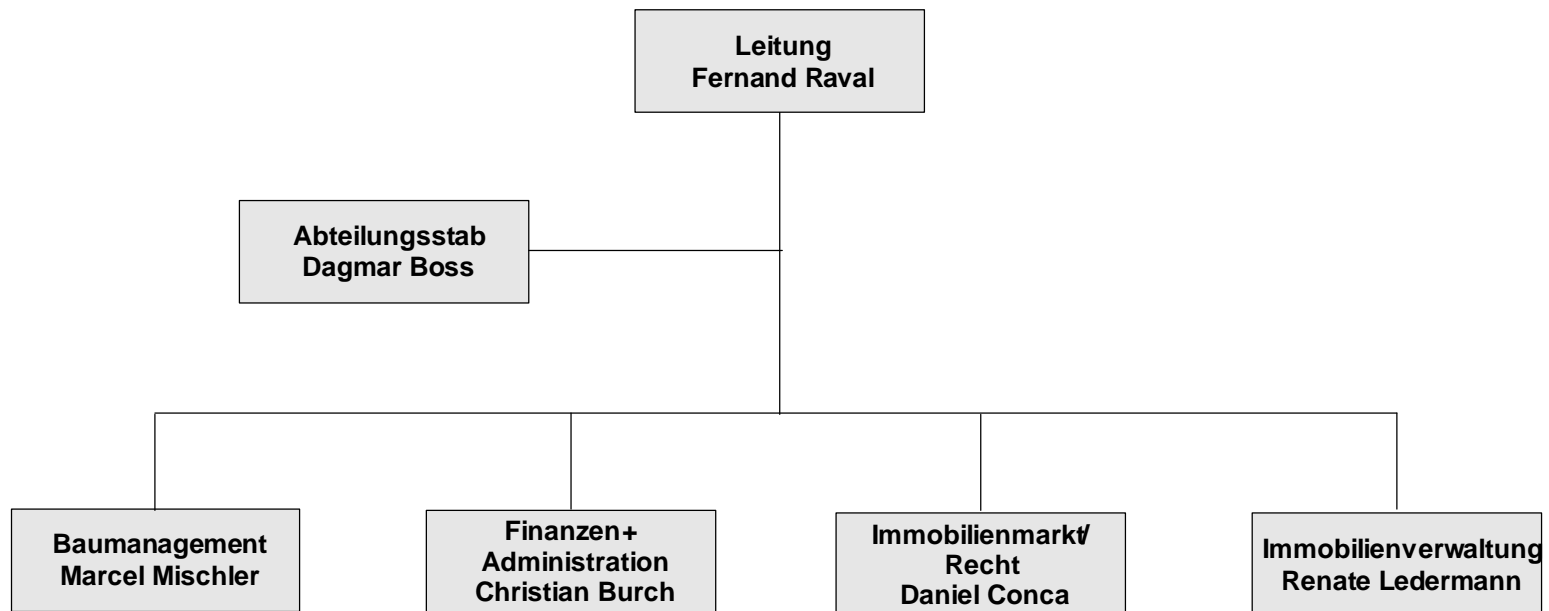 Leitung
Fernand Raval
Abteilungsstab
Dagmar Boss
Baumanagement
Marcel Mischler
Finanzen+
Administration
Christian Burch
Immobilienmarkt/
Recht
Daniel Conca
Immobilienverwaltung
Renate Ledermann